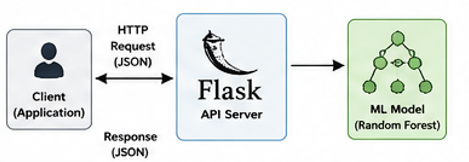 HTTP
Request
(JSON)
Client
(Application)
Response
(JSON)
Flask
API Server
ML Model
(Random Forest)